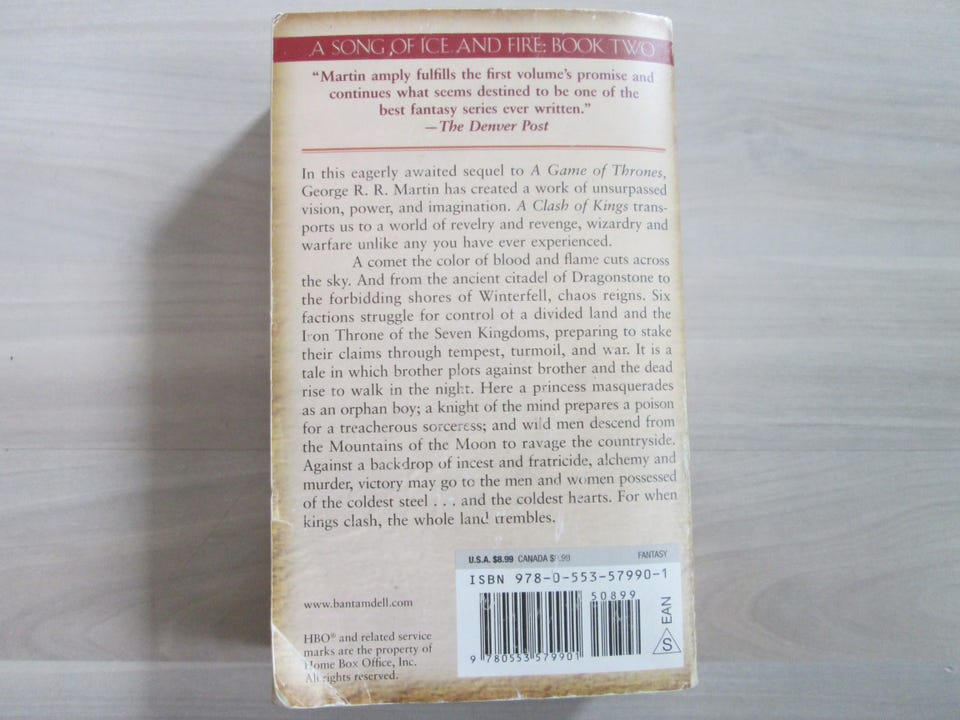 A SONG OF ICE AND FIRE: BOOK TWO
“Martin amply fulfills the first volume’s promise and
continues what seems destined to be one of the
best fantasy series ever written.”
—The Denver Post
In this eagerly awaited sequel to A Game of Thrones,
George R. R. Martin has created a work of unsurpassed
vision, power, and imagination. A Clash of Kings trans-
ports us to a world of revelry and revenge, wizardry and
warfare unlike any you have ever experienced.
A comet the color of blood and flame cuts across
the sky. And from the ancient citadel of Dragonstone to
the forbidding shores of Winterfell, chaos reigns. Six
factions struggle for control of a divided land and the
Iron Throne of the Seven Kingdoms, preparing to stake
their claims through tempest, turmoil, and war. It is a
tale in which brother plots against brother and the dead
rise to walk in the night. Here a princess masquerades
as an orphan boy; a knight of the mind prepares a poison
for a treacherous sorceress; and wild men descend from
the Mountains of the Moon to ravage the countryside.
Against a backdrop of incest and fratricide, alchemy and
murder, victory may go to the men and women possessed
of the coldest steel . . . and the coldest hearts. For when
kings clash, the whole land trembles.
U.S.A. $8.99 CANADA $9.99 FANTASY
ISBN 978-0-553-57990-1
50899
EAN
S
9 780553 579901
www.bantamdell.com
HBO® and related service
marks are the property of
Home Box Office, Inc.
All rights reserved.